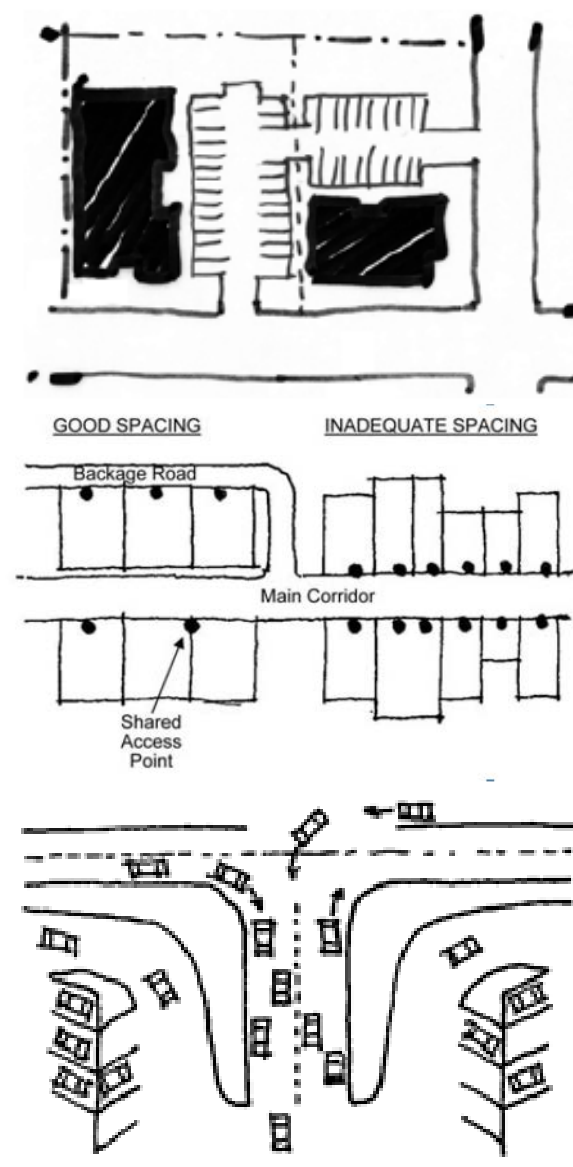 GOOD SPACING
INADEQUATE SPACING
Backage Road
Main Corridor
Shared
Access
Point